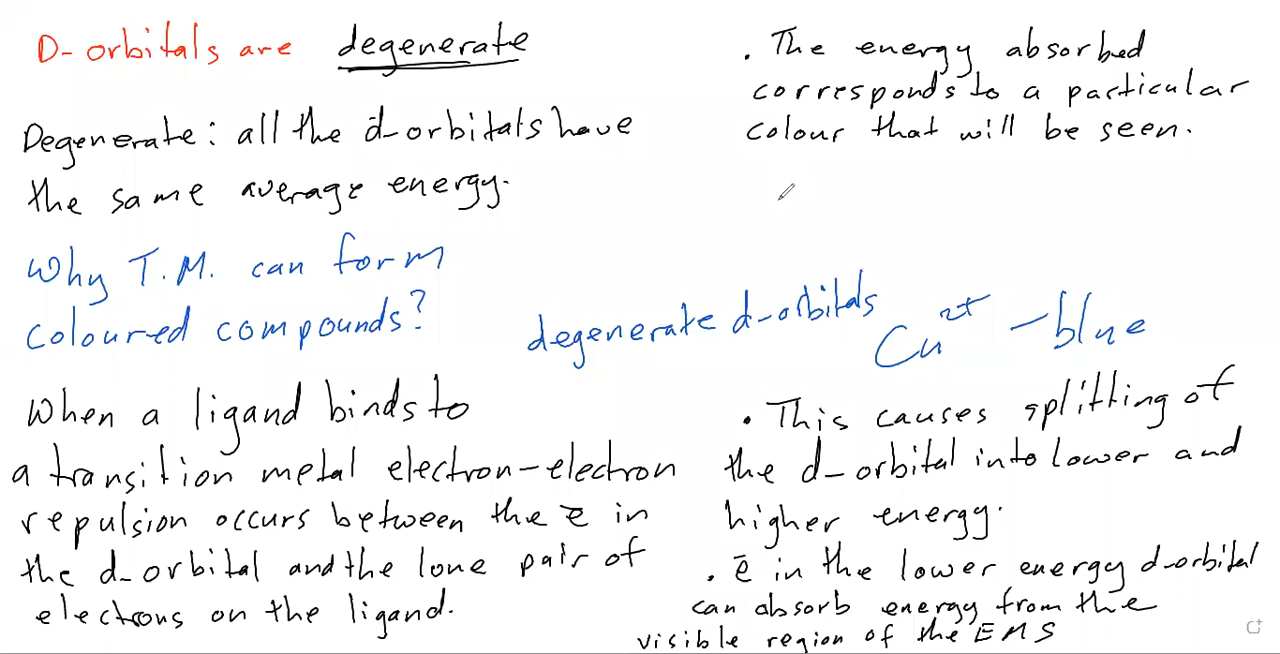 D-orbitals are degenerate
Degenerate: all the d-orbitals have
the same average energy.
Why T.M. can form
coloured compounds?
degenerate d-orbitals
Cu²⁺ - blue
When a ligand binds to
a transition metal electron-electron
repulsion occurs between the e̅ in
the d-orbital and the lone pair of
electrons on the ligand.
• This causes splitting of
the d-orbital into lower and
higher energy.
• e̅ in the lower energy d-orbital
can absorb energy from the
visible region of the EMS
• The energy absorbed
corresponds to a particular
colour that will be seen.